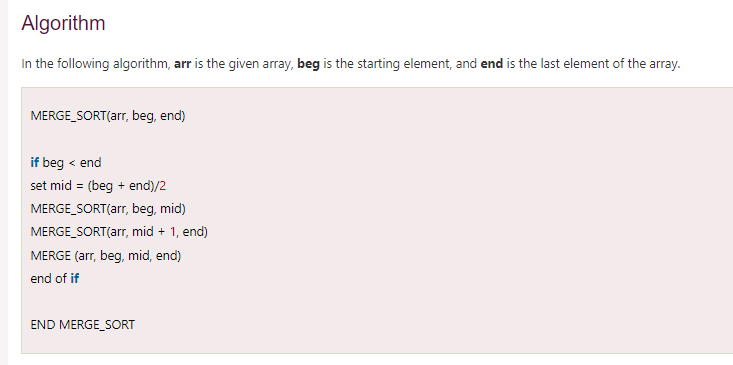 Algorithm
In the following algorithm, arr is the given array, beg is the starting element, and end is the last element of the array.
MERGE_SORT(arr, beg, end)
if beg < end
set mid = (beg + end)/2
MERGE_SORT(arr, beg, mid)
MERGE_SORT(arr, mid + 1, end)
MERGE (arr, beg, mid, end)
end of if
END MERGE_SORT